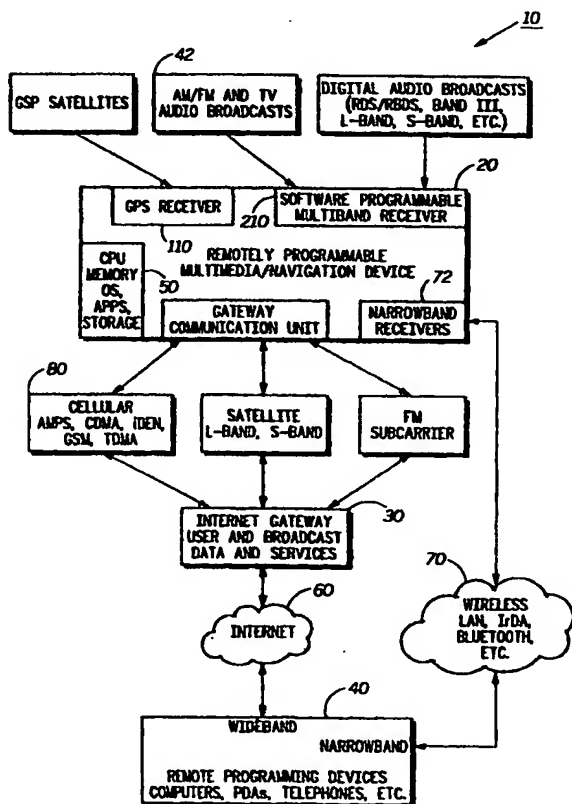 10
42
GSP SATELLITES
AM/FM AND TV
AUDIO BROADCASTS
DIGITAL AUDIO BROADCASTS
(RDS/RBDS, BAND III,
L-BAND, S-BAND, ETC.)
20
GPS RECEIVER
210
SOFTWARE PROGRAMMABLE
MULTIBAND RECEIVER
110
REMOTELY PROGRAMMABLE
MULTIMEDIA/NAVIGATION DEVICE
CPU
MEMORY
OS,
APPS,
STORAGE
50
72
GATEWAY
COMMUNICATION UNIT
NARROWBAND
RECEIVERS
80
CELLULAR
AMPS, CDMA, iDEN,
GSM, TDMA
SATELLITE
L-BAND, S-BAND
FM
SUBCARRIER
30
INTERNET GATEWAY
USER AND BROADCAST
DATA AND SERVICES
60
INTERNET
70
WIRELESS
LAN, IrDA,
BLUETOOTH,
ETC.
40
WIDEBAND
NARROWBAND
REMOTE PROGRAMMING DEVICES
COMPUTERS, PDAs, TELEPHONES, ETC.